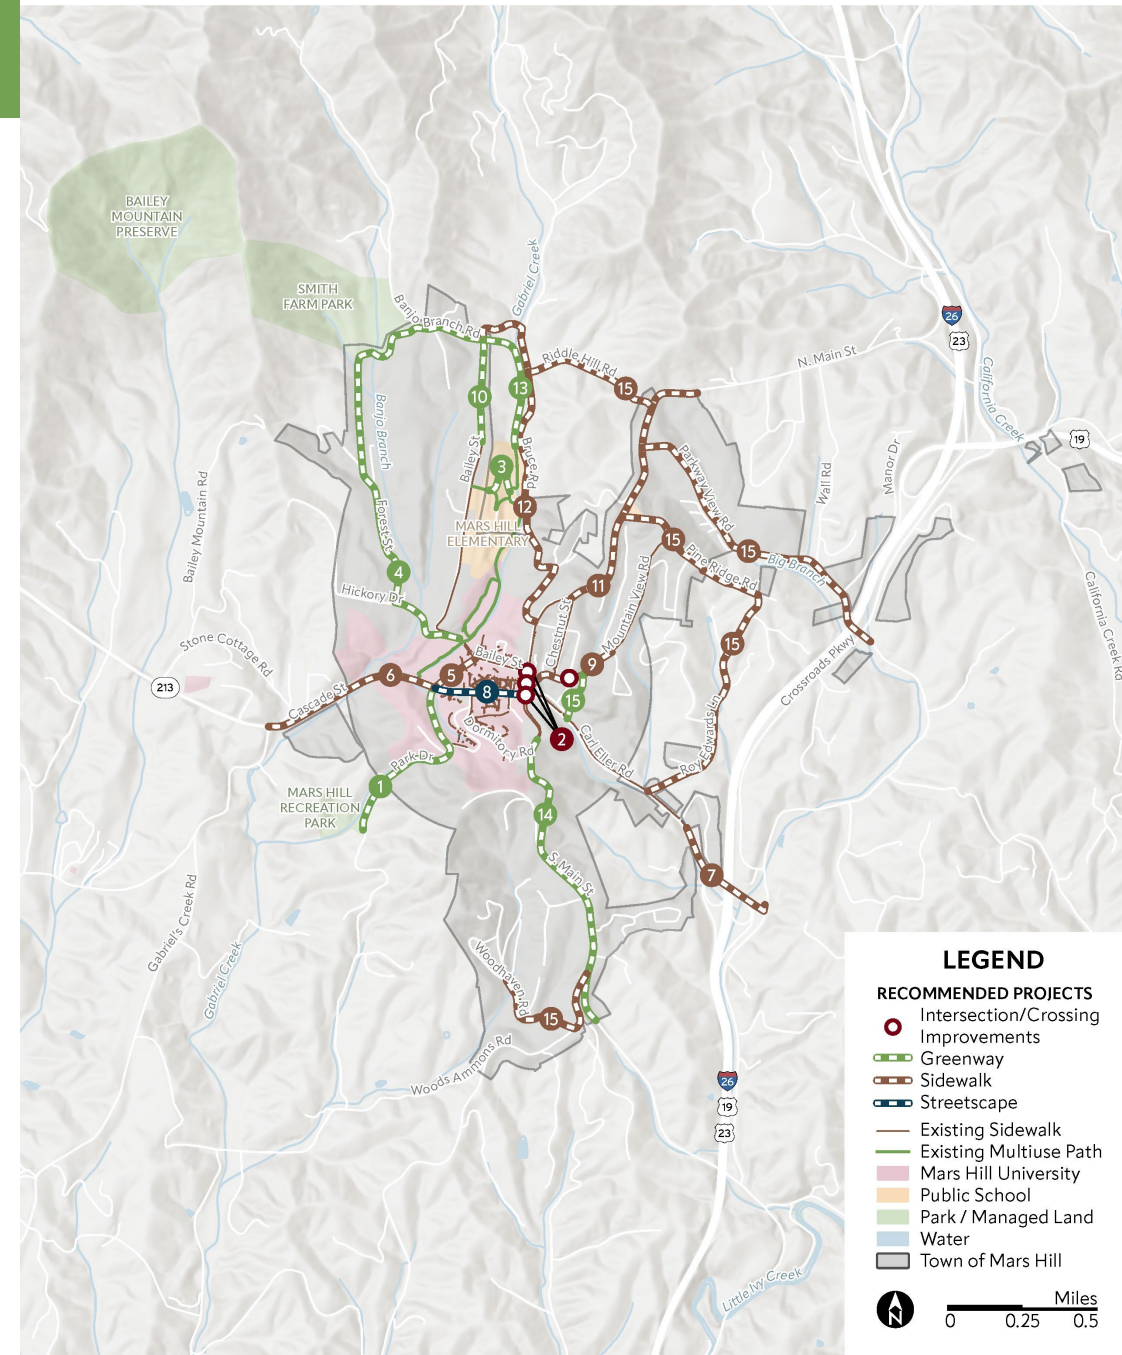 BAILEY
MOUNTAIN
PRESERVE
SMITH
FARM PARK
Gabriel Creek
Banjo Branch Rd
26
23
N. Main St
California Creek
Riddle Hill Rd
15
13
10
Banjo Branch
19
Bailey St
Bruce Rd
Parkway View Rd
Manor Dr
Wall Rd
Bailey Mountain Rd
3
12
Forest St
MARS HILL
ELEMENTARY
15
Pine Ridge Rd
15
Big Branch
4
Hickory Dr
11
Mountain View Rd
Chestnut St
California Creek Rd
Stone Cottage Rd
Bailey St
15
9
Crossroads Pkwy
213
6
5
8
15
Cascade St
Dormitory Rd
2
Carl Eller Rd
Roy Edwards Ln
Park Dr
1
MARS HILL
RECREATION
PARK
14
S. Main St
7
Gabriel's Creek Rd
Gabriel Creek
Woodhaven Rd
15
Woods Ammons Rd
26
19
23
Little Ivy Creek
LEGEND
RECOMMENDED PROJECTS
Intersection/Crossing
Improvements
Greenway
Sidewalk
Streetscape
Existing Sidewalk
Existing Multiuse Path
Mars Hill University
Public School
Park / Managed Land
Water
Town of Mars Hill
N
Miles
0 0.25 0.5